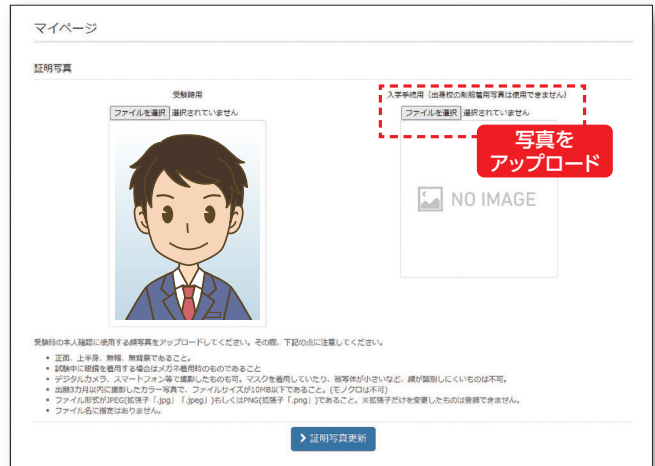 マイページ
証明写真
受験時用
ファイルを選択 選択されていません
入学手続用（出身校の制服着用写真は使用できません）
ファイルを選択 選択されていません
写真を
アップロード
NO IMAGE
受験時の本人確認に使用する顔写真をアップロードしてください。その際、下記の点に注意してください。
• 正面、上半身、無帽、無背景であること。
• 試験中に眼鏡を着用する場合はメガネ着用時のものであること
• デジタルカメラ、スマートフォン等で撮影したものも可。マスクを着用していたり、被写体が小さいなど、顔が識別しにくいものは不可。
• 出願3カ月以内に撮影したカラー写真で、ファイルサイズが10MB以下であること。(モノクロは不可)
• ファイル形式がJPEG(拡張子「.jpg」「.jpeg」)もしくはPNG(拡張子「.png」)であること。※拡張子だけを変更したものは登録できません。
• ファイル名に指定はありません。
証明写真更新